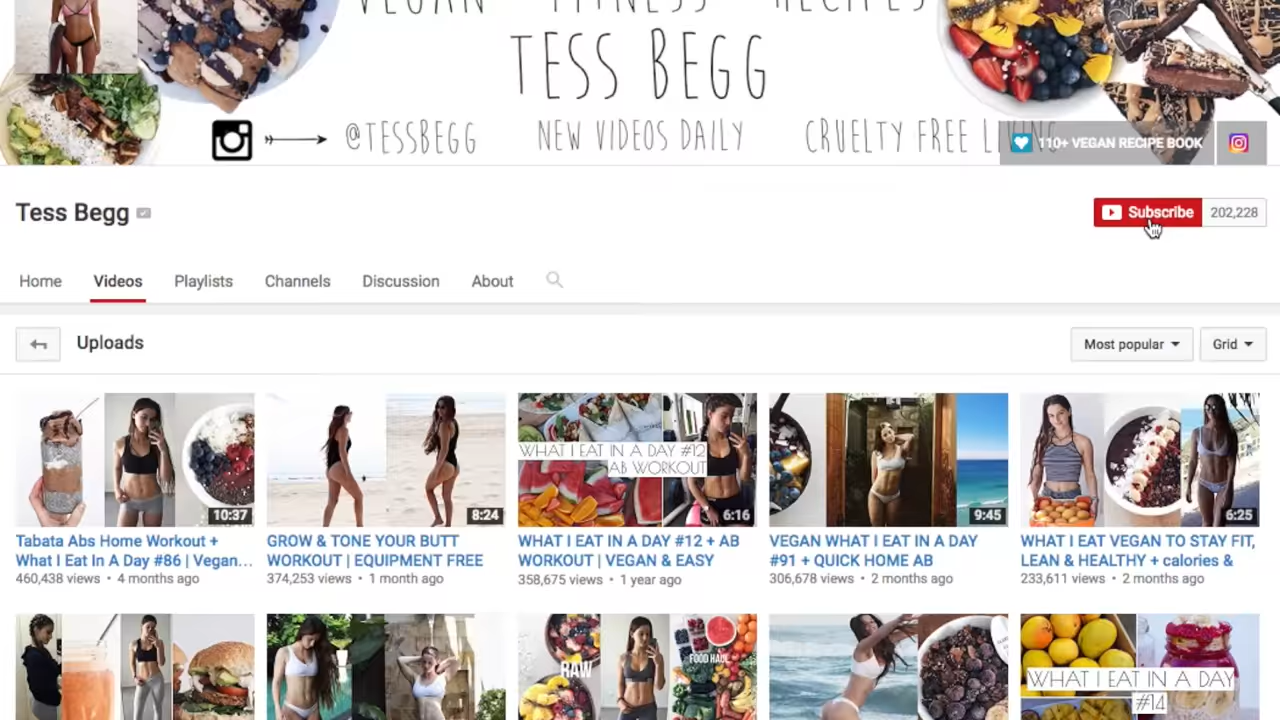 VEGAN FITNESS RECIPES
TESS BEGG
@TESSBEGG NEW VIDEOS DAILY CRUELTY FREE LIVING
110+ VEGAN RECIPE BOOK
Tess Begg
Subscribe 202,228
Home Videos Playlists Channels Discussion About
Uploads
Most popular Grid
WHAT I EAT IN A DAY #12
AB WORKOUT
10:37 8:24 6:16 9:45 6:25
Tabata Abs Home Workout +
What I Eat In A Day #86 | Vegan...
460,438 views • 4 months ago
GROW & TONE YOUR BUTT
WORKOUT | EQUIPMENT FREE
374,253 views • 1 month ago
WHAT I EAT IN A DAY #12 + AB
WORKOUT | VEGAN & EASY
358,675 views • 1 year ago
VEGAN WHAT I EAT IN A DAY
#91 + QUICK HOME AB
306,678 views • 2 months ago
WHAT I EAT VEGAN TO STAY FIT,
LEAN & HEALTHY + calories &
233,611 views • 2 months ago
RAW
FOOD HAUL
WHAT I EAT IN A DAY
#14